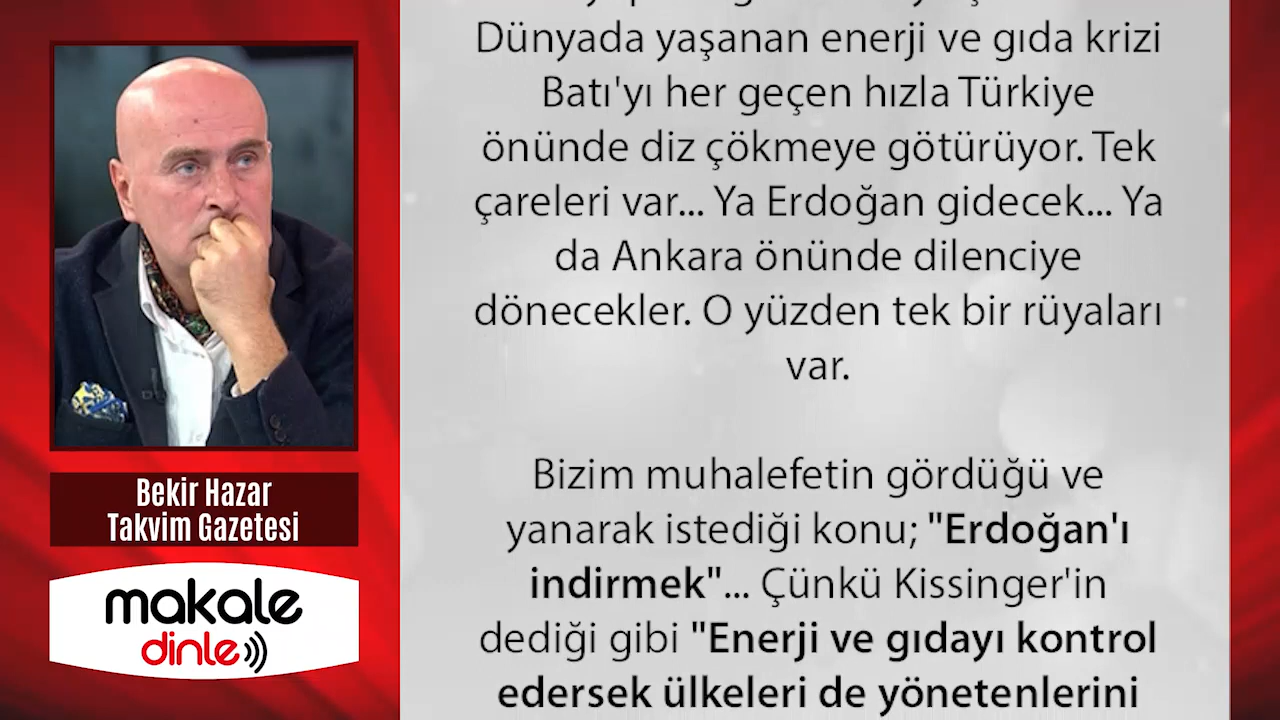 Dünyada yaşanan enerji ve gıda krizi
Batı'yı her geçen hızla Türkiye
önünde diz çökmeye götürüyor. Tek
çareleri var... Ya Erdoğan gidecek... Ya
da Ankara önünde dilenciye
dönecekler. O yüzden tek bir rüyaları
var.
Bizim muhalefetin gördüğü ve
yanarak istediği konu; "Erdoğan'ı
indirmek"... Çünkü Kissinger'in
dediği gibi "Enerji ve gıdayı kontrol
edersek ülkeleri de yönetenlerini
Bekir Hazar
Takvim Gazetesi
makale
dinle